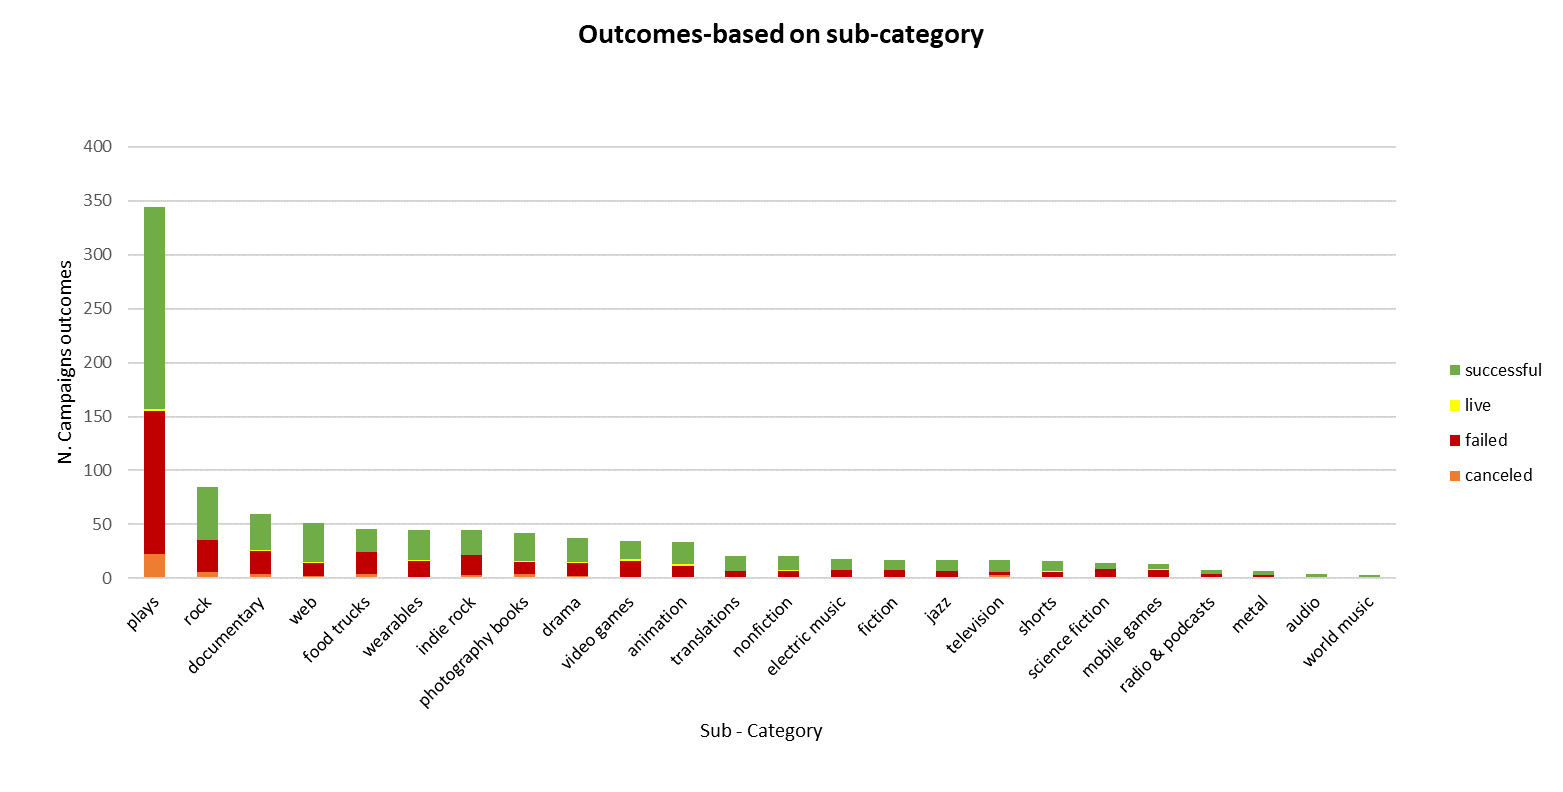 Outcomes-based on sub-category
N. Campaigns outcomes
400
350
300
250
200
150
100
50
0
plays
rock
documentary
web
food trucks
wearables
indie rock
photography books
drama
video games
animation
translations
nonfiction
electric music
fiction
jazz
television
shorts
science fiction
mobile games
radio & podcasts
metal
audio
world music
Sub - Category
successful
live
failed
canceled